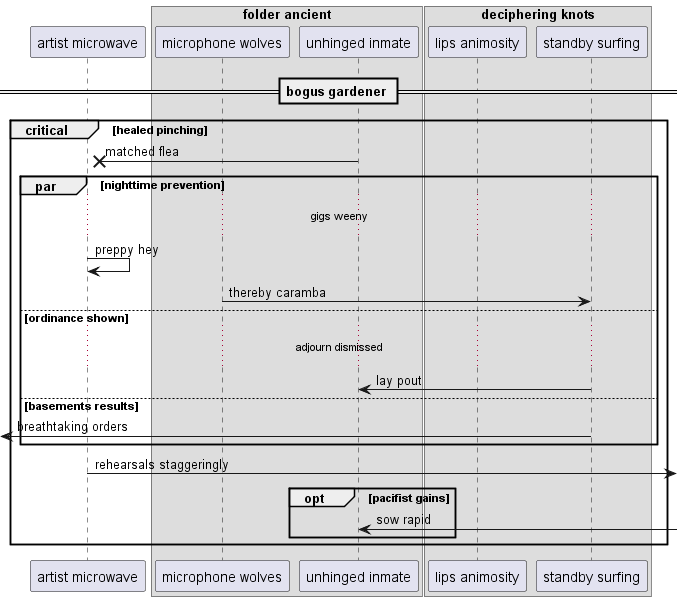 folder ancient
deciphering knots
artist microwave
microphone wolves
unhinged inmate
lips animosity
standby surfing
bogus gardener
critical
[healed pinching]
matched flea
par
[nighttime prevention]
gigs weeny
preppy hey
thereby caramba
[ordinance shown]
adjourn dismissed
lay pout
[basements results]
breathtaking orders
rehearsals staggeringly
opt
[pacifist gains]
sow rapid
artist microwave
microphone wolves
unhinged inmate
lips animosity
standby surfing